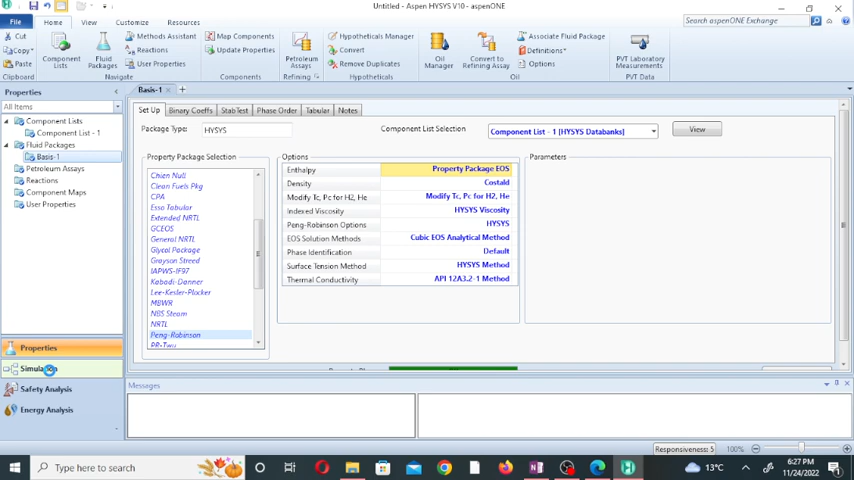 Untitled - Aspen HYSYS V10 - aspenONE
File
Home
View
Customize
Resources
Search aspenONE Exchange
Cut
Copy
Paste
Clipboard
Component
Lists
Fluid
Packages
Methods Assistant
Reactions
User Properties
Navigate
Map Components
Update Properties
Components
Petroleum
Assays
Refining
Hypotheticals Manager
Convert
Remove Duplicates
Hypotheticals
Oil
Manager
Convert to
Refining Assay
Associate Fluid Package
Definitions
Options
Oil
PVT Laboratory
Measurements
PVT Data
Properties
All Items
Component Lists
Component List - 1
Fluid Packages
Basis-1
Petroleum Assays
Reactions
Component Maps
User Properties
Properties
Simulation
Safety Analysis
Energy Analysis
Basis-1
Set Up
Binary Coeffs
StabTest
Phase Order
Tabular
Notes
Package Type:
HYSYS
Component List Selection
Component List - 1 [HYSYS Databanks]
View
Property Package Selection
Chien Null
Clean Fuels Pkg
CPA
Esso Tabular
Extended NRTL
GCEOS
General NRTL
Glycol Package
Grayson Streed
IAPWS-IF97
Kabadi-Danner
Lee-Kesler-Plocker
MBWR
NBS Steam
NRTL
Peng-Robinson
PR-Twu
Options
Enthalpy Property Package EOS
Density Costald
Modify Tc, Pc for H2, He Modify Tc, Pc for H2, He
Indexed Viscosity HYSYS Viscosity
Peng-Robinson Options HYSYS
EOS Solution Methods Cubic EOS Analytical Method
Phase Identification Default
Surface Tension Method HYSYS Method
Thermal Conductivity API 12A3.2-1 Method
Parameters
Messages
Responsiveness: 5
100%
Type here to search
13°C
6:27 PM
11/24/2022